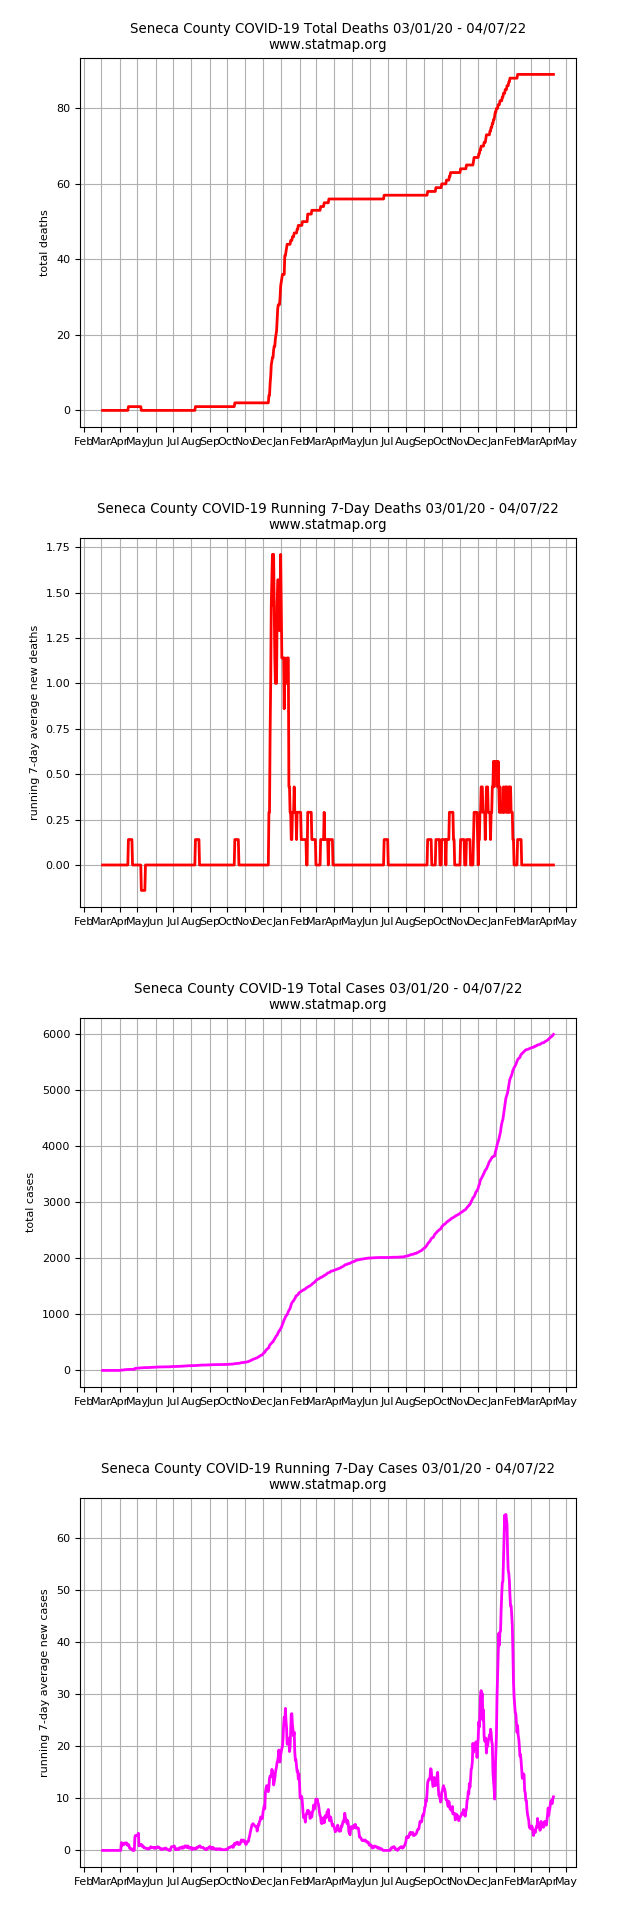 Seneca County COVID-19 Total Deaths 03/01/20 - 04/07/22
www.statmap.org
80
60
40
20
0
total deaths
Feb Mar Apr May Jun Jul Aug Sep Oct Nov Dec Jan Feb Mar Apr May Jun Jul Aug Sep Oct Nov Dec Jan Feb Mar Apr May
Seneca County COVID-19 Running 7-Day Deaths 03/01/20 - 04/07/22
www.statmap.org
1.75
1.50
1.25
1.00
0.75
0.50
0.25
0.00
running 7-day average new deaths
Feb Mar Apr May Jun Jul Aug Sep Oct Nov Dec Jan Feb Mar Apr May Jun Jul Aug Sep Oct Nov Dec Jan Feb Mar Apr May
Seneca County COVID-19 Total Cases 03/01/20 - 04/07/22
www.statmap.org
6000
5000
4000
3000
2000
1000
0
total cases
Feb Mar Apr May Jun Jul Aug Sep Oct Nov Dec Jan Feb Mar Apr May Jun Jul Aug Sep Oct Nov Dec Jan Feb Mar Apr May
Seneca County COVID-19 Running 7-Day Cases 03/01/20 - 04/07/22
www.statmap.org
60
50
40
30
20
10
0
running 7-day average new cases
Feb Mar Apr May Jun Jul Aug Sep Oct Nov Dec Jan Feb Mar Apr May Jun Jul Aug Sep Oct Nov Dec Jan Feb Mar Apr May